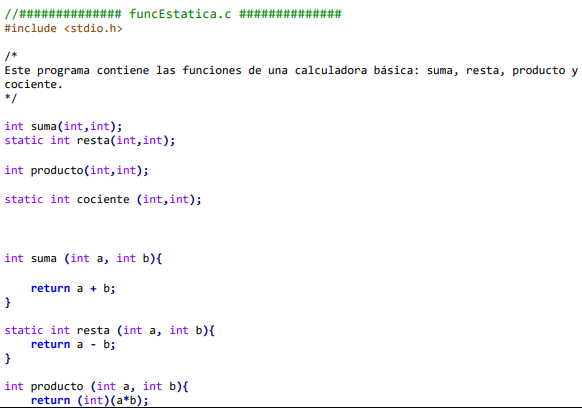 //############## funcEstatica.c ##############
#include <stdio.h>
/*
Este programa contiene las funciones de una calculadora básica: suma, resta, producto y
cociente.
*/
int suma(int,int);
static int resta(int,int);
int producto(int,int);
static int cociente (int,int);
int suma (int a, int b){
return a + b;
}
static int resta (int a, int b){
return a - b;
}
int producto (int a, int b){
return (int)(a*b);